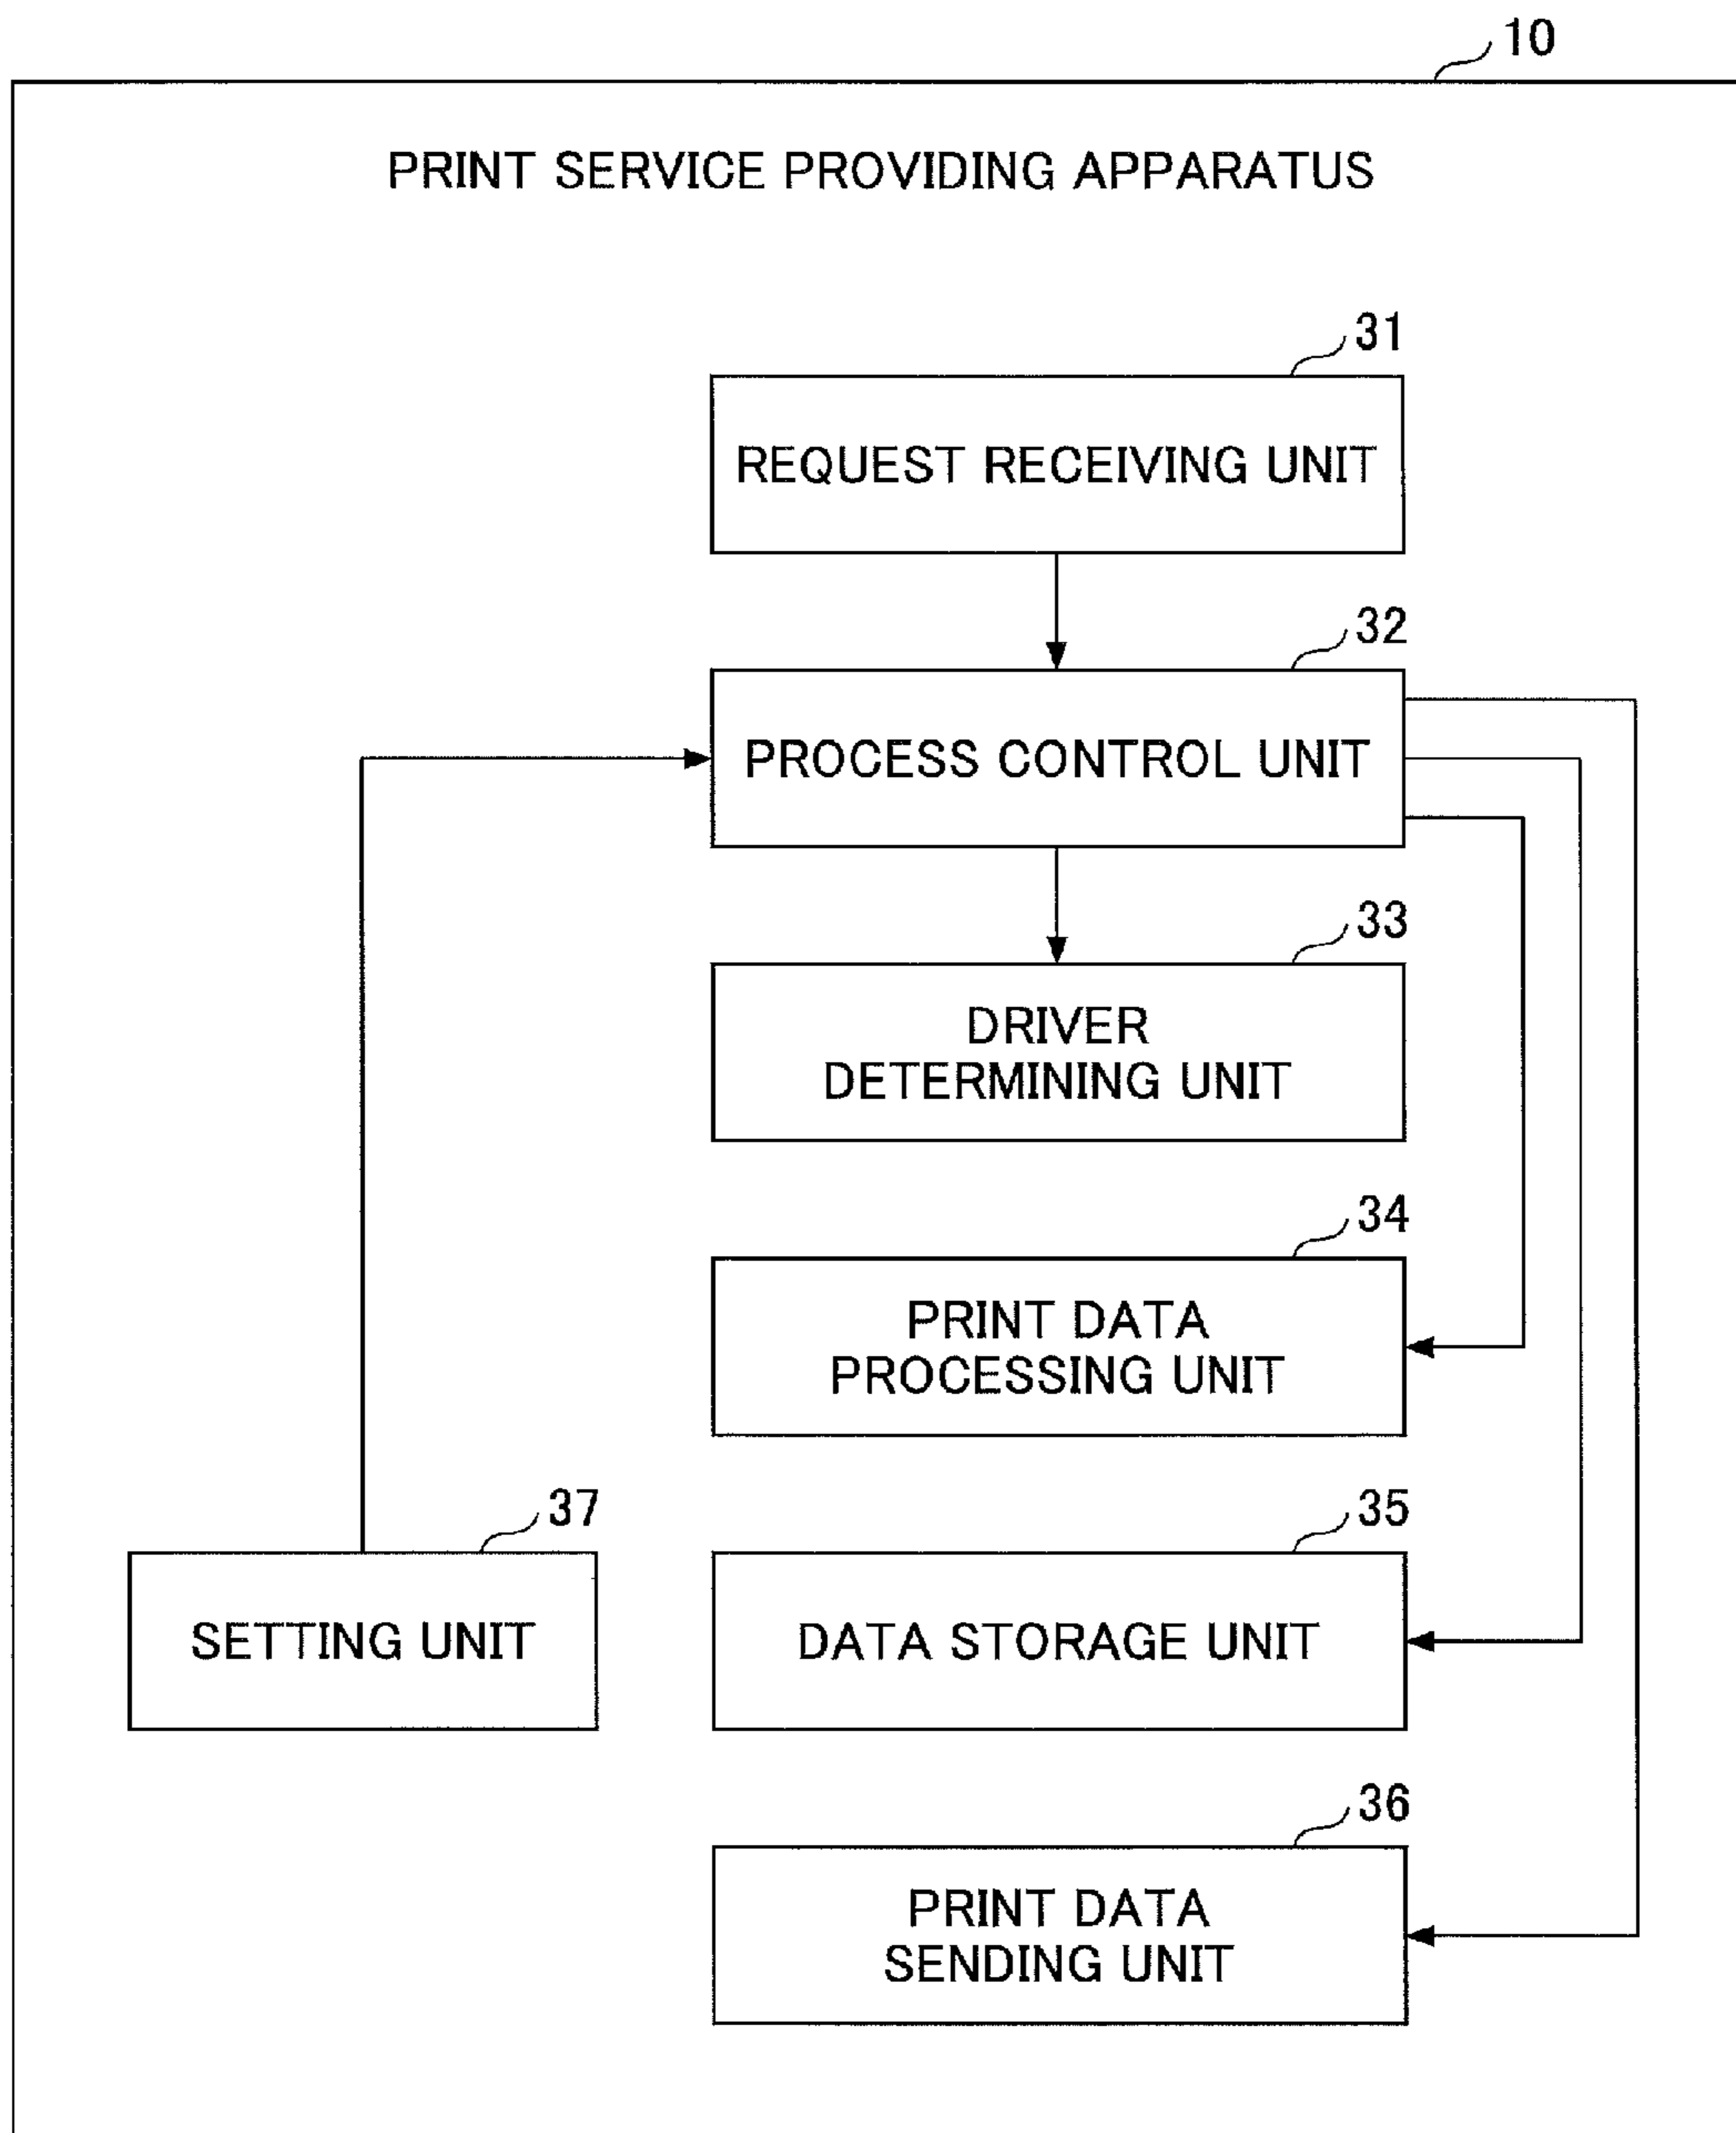 10
PRINT SERVICE PROVIDING APPARATUS
31
REQUEST RECEIVING UNIT
32
PROCESS CONTROL UNIT
33
DRIVER
DETERMINING UNIT
34
PRINT DATA
PROCESSING UNIT
37
SETTING UNIT
35
DATA STORAGE UNIT
36
PRINT DATA
SENDING UNIT